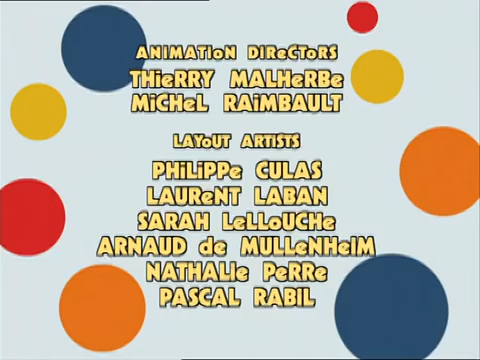 ANIMATIoN DIReCToRS
THieRRY MALHeRBe
MiCHeL RAiMBAULT
LAYoUT ARTISTS
PHiLiPPe CULAS
LAUReNT LABAN
SARAH LeLLoUCHe
ARNAUD de MULLeNHeiM
NATHALie PeRRe
PASCAL RABiL